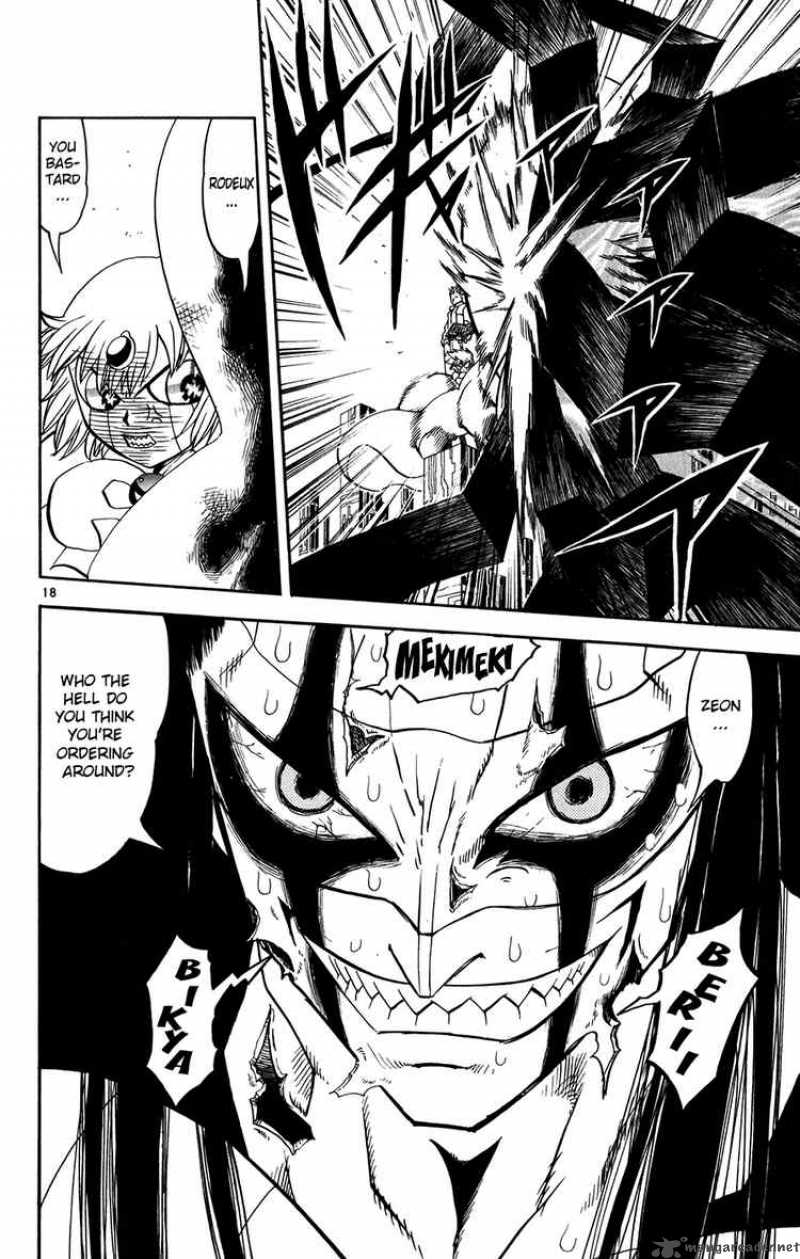 RODEUX
...
YOU
BAS-
TARD
...
18
MEKIMEKI
ZEON
...
WHO THE
HELL DO
YOU THINK
YOU'RE
ORDERING
AROUND?
BERII
BIKYA
mangareader.net